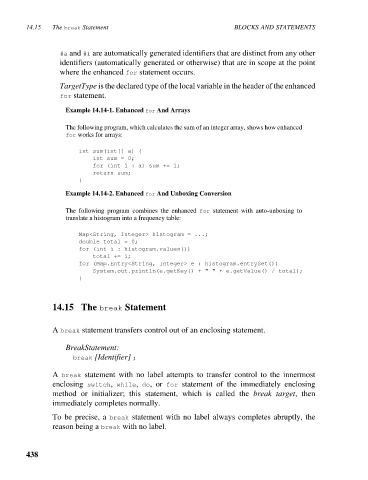 14.15 The break Statement BLOCKS AND STATEMENTS
#a and #i are automatically generated identifiers that are distinct from any other
identifiers (automatically generated or otherwise) that are in scope at the point
where the enhanced for statement occurs.
TargetType is the declared type of the local variable in the header of the enhanced
for statement.
Example 14.14-1. Enhanced for And Arrays
The following program, which calculates the sum of an integer array, shows how enhanced
for works for arrays:
int sum(int[] a) {
int sum = 0;
for (int i : a) sum += i;
return sum;
}
Example 14.14-2. Enhanced for And Unboxing Conversion
The following program combines the enhanced for statement with auto-unboxing to
translate a histogram into a frequency table:
Map<String, Integer> histogram = ...;
double total = 0;
for (int i : histogram.values())
total += i;
for (Map.Entry<String, Integer> e : histogram.entrySet())
System.out.println(e.getKey() + " " + e.getValue() / total);
}
14.15 The break Statement
A break statement transfers control out of an enclosing statement.
BreakStatement:
break [Identifier] ;
A break statement with no label attempts to transfer control to the innermost
enclosing switch, while, do, or for statement of the immediately enclosing
method or initializer; this statement, which is called the break target, then
immediately completes normally.
To be precise, a break statement with no label always completes abruptly, the
reason being a break with no label.
438